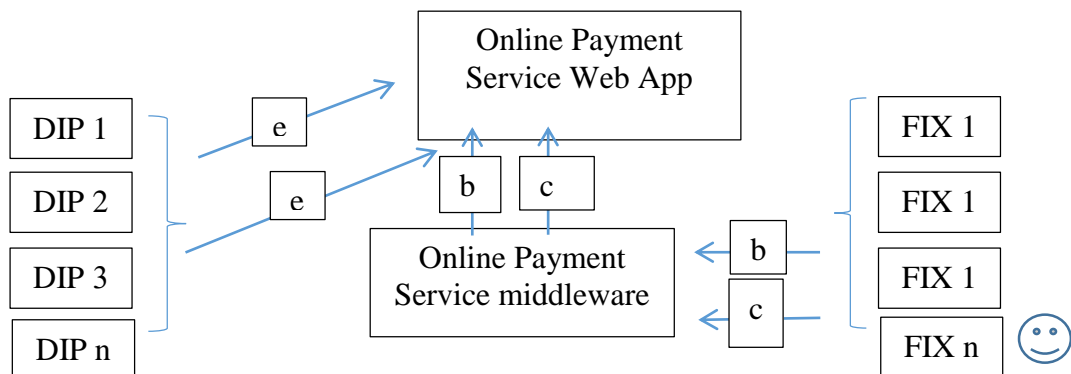 Online Payment
Service Web App
DIP 1
e
FIX 1
DIP 2
e
b
c
FIX 1
DIP 3
Online Payment
Service middleware
b
FIX 1
c
DIP n
FIX n